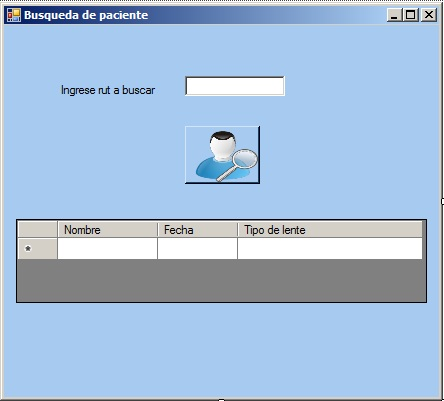 Busqueda de paciente
Ingrese rut a buscar
Nombre Fecha Tipo de lente
*